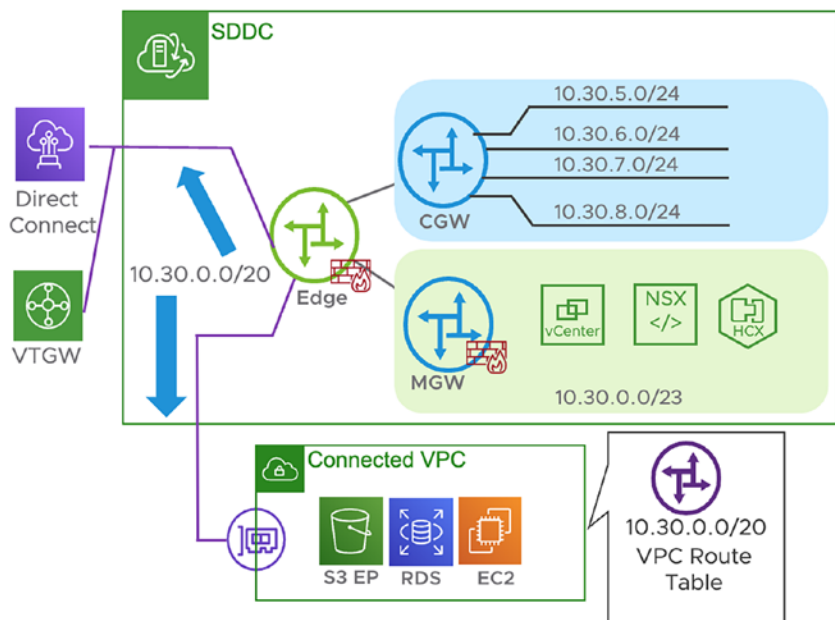 SDDC
10.30.5.0/24
10.30.6.0/24
10.30.7.0/24
10.30.8.0/24
CGW
Direct
Connect
10.30.0.0/20
Edge
VTGW
vCenter
NSX
</>
HCX
MGW
10.30.0.0/23
Connected VPC
S3 EP
RDS
EC2
10.30.0.0/20
VPC Route
Table